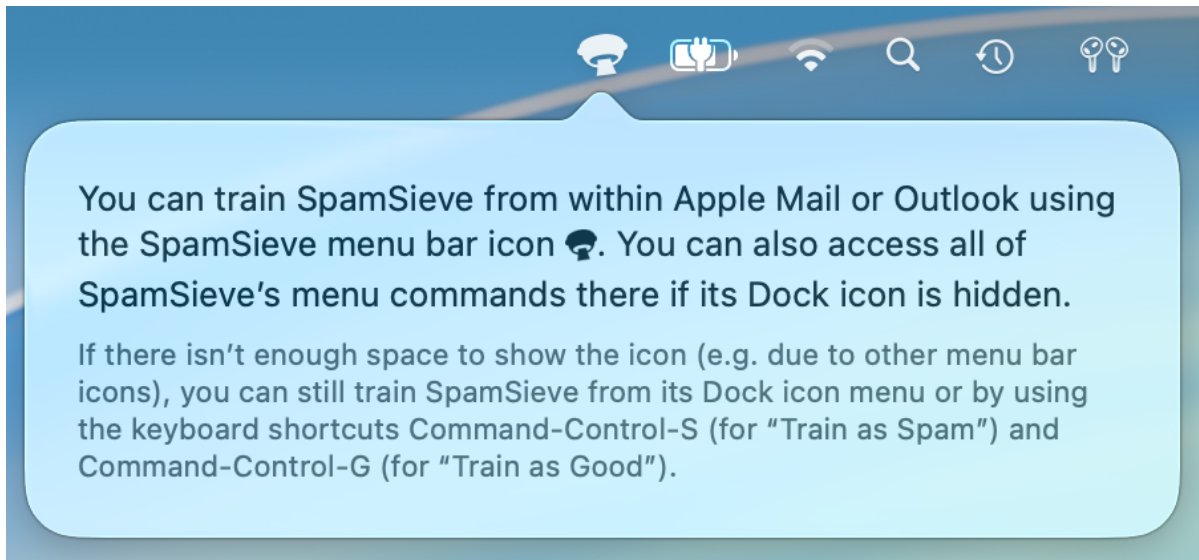 You can train SpamSieve from within Apple Mail or Outlook using
the SpamSieve menu bar icon . You can also access all of
SpamSieve’s menu commands there if its Dock icon is hidden.
If there isn’t enough space to show the icon (e.g. due to other menu bar
icons), you can still train SpamSieve from its Dock icon menu or by using
the keyboard shortcuts Command-Control-S (for “Train as Spam”) and
Command-Control-G (for “Train as Good”).